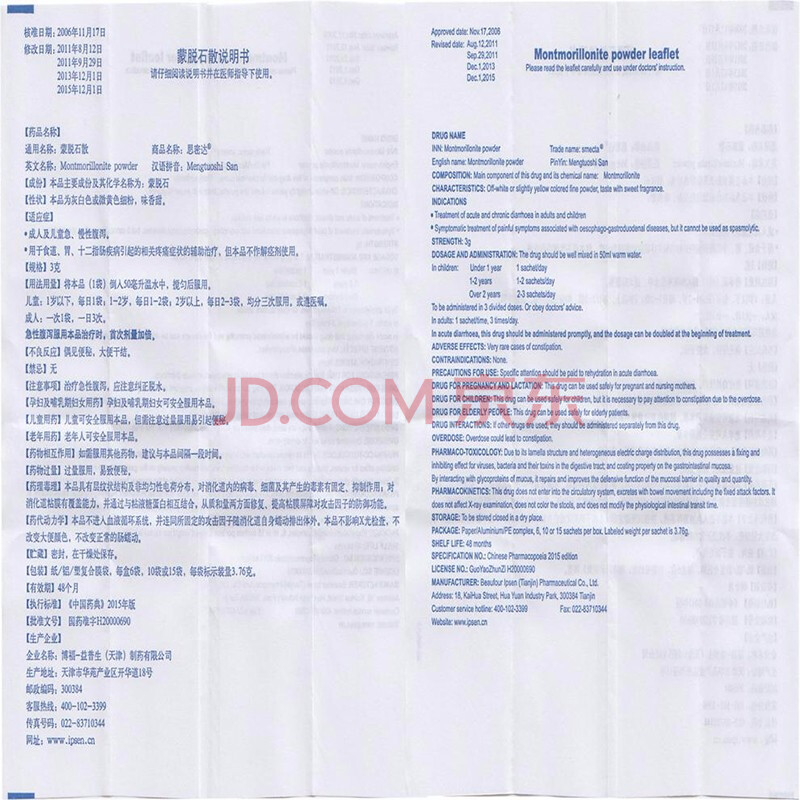 核准日期：2006年11月17日
修改日期：2011年8月12日
2011年9月29日
2013年12月1日
2015年12月1日
蒙脱石散说明书
请仔细阅读说明书并在医师指导下使用。
【药品名称】
通用名称：蒙脱石散 商品名称：思密达®
英文名称：Montmorillonite powder 汉语拼音：Mengtuoshi San
【成份】本品主要成份及其化学名称为：蒙脱石
【性状】本品为灰白色或微黄色细粉，味香甜。
【适应症】
•成人及儿童急、慢性腹泻。
•用于食道、胃、十二指肠疾病引起的相关疼痛症状的辅助治疗，但本品不作解痉剂使用。
【规格】3克
【用法用量】将本品（1袋）倒入50毫升温水中，搅匀后服用。
儿童：1岁以下，每日1袋；1-2岁，每日1-2袋；2岁以上，每日2-3袋，均分三次服用，或遵医嘱。
成人：一次1袋，一日3次。
急性腹泻服用本品治疗时，首次剂量加倍。
【不良反应】偶见便秘，大便干结。
【禁忌】无
【注意事项】治疗急性腹泻，应注意纠正脱水。
【孕妇及哺乳期妇女用药】孕妇及哺乳期妇女可安全服用本品。
【儿童用药】儿童可安全服用本品，但需注意过量服用易引起便秘。
【老年用药】老年人可安全服用本品。
【药物相互作用】如需服用其他药物，建议与本品间隔一段时间。
【药物过量】过量服用，易致便秘。
【药理毒理】本品具有层纹状结构及非均匀性电荷分布，对消化道内的病毒、细菌及其产生的毒素有固定、抑制作用；对
消化道粘膜有覆盖能力，并通过与粘液糖蛋白相互结合，从质和量两方面修复、提高粘膜屏障对攻击因子的防御功能。
【药代动力学】本品不进入血液循环系统，并连同所固定的攻击因子随消化道自身蠕动排出体外。本品不影响X光检查，不
改变大便颜色，不改变正常的肠蠕动。
【贮藏】密封，在干燥处保存。
【包装】纸/铝/塑复合膜袋，每盒6袋、10袋或15袋，每袋标示装量3.76克。
【有效期】48个月
【执行标准】《中国药典》2015年版
【批准文号】 国药准字H20000690
【生产企业】
企业名称：博福-益普生（天津）制药有限公司
生产地址：天津市华苑产业区开华道18号
邮政编码：300384
客服热线：400-102-3399
传真号码：022-83710344
网址：www.ipsen.cn
Approved date: Nov.17,2006
Revised date: Aug.12,2011
Sep.29,2011
Dec.1,2013
Dec.1,2015
Montmorillonite powder leaflet
Please read the leaflet carefully and use under doctors' instruction.
DRUG NAME
INN: Montmorillonite powder Trade name: smecta®
English name: Montmorillonite powder PinYin: Mengtuoshi San
COMPOSITION: Main component of this drug and its chemical name: Montmorillonite
CHARACTERISTICS: Off-white or slightly yellow colored fine powder, taste with sweet fragrance.
INDICATIONS
•Treatment of acute and chronic diarrhoea in adults and children
•Symptomatic treatment of painful symptoms associated with oesophago-gastroduodenal diseases, but it cannot be used as spasmolytic.
STRENGTH: 3g
DOSAGE AND ADMINISTRATION: The drug should be well mixed in 50ml warm water.
In children: Under 1 year 1 sachet/day
1-2 years 1-2 sachets/day
Over 2 years 2-3 sachets/day
To be administered in 3 divided doses. Or obey doctors' advice.
In adults: 1 sachet/time, 3 times/day.
In acute diarrhoea, this drug should be administered promptly, and the dosage can be doubled at the beginning of treatment.
ADVERSE EFFECTS: Very rare cases of constipation.
CONTRAINDICATIONS: None.
PRECAUTIONS FOR USE: Specific attention should be paid to rehydration in acute diarrhoea.
DRUG FOR PREGNANCY AND LACTATION: This drug can be used safely for pregnant and nursing mothers.
DRUG FOR CHILDREN: This drug can be used safely for children, but it is necessary to pay attention to constipation due to the overdose.
DRUG FOR ELDERLY PEOPLE: This drug can be used safely for elderly patients.
DRUG INTERACTIONS: If other drugs are used, they should be administered separately from this drug.
OVERDOSE: Overdose could lead to constipation.
PHARMACO-TOXICOLOGY: Due to its lamella structure and heterogeneous electric charge distribution, this drug possesses a fixing and
inhibiting effect for viruses, bacteria and their toxins in the digestive tract; and coating property on the gastrointestinal mucosa.
By interacting with glycoproteins of mucus, it repairs and improves the defensive function of the mucosal barrier in quality and quantity.
PHARMACOKINETICS: This drug does not enter into the circulatory system, excretes with bowel movement including the fixed attack factors. It
does not affect X-ray examination, does not color the stools, and does not modify the physiological intestinal transit time.
STORAGE: To be stored closed in a dry place.
PACKAGE: Paper/Aluminium/PE complex, 6, 10 or 15 sachets per box. Labeled weight per sachet is 3.76g.
SHELF LIFE: 48 months
SPECIFICATION NO.: Chinese Pharmacopoeia 2015 edition
LICENSE NO.: GuoYaoZhunZi H20000690
MANUFACTURER: Beaufour Ipsen (Tianjin) Pharmaceutical Co., Ltd.
Address: 18, KaiHua Street, Hua Yuan Industry Park, 300384 Tianjin
Customer service hotline: 400-102-3399 Fax: 022-83710344
Website: www.ipsen.cn
JD.COM 京东